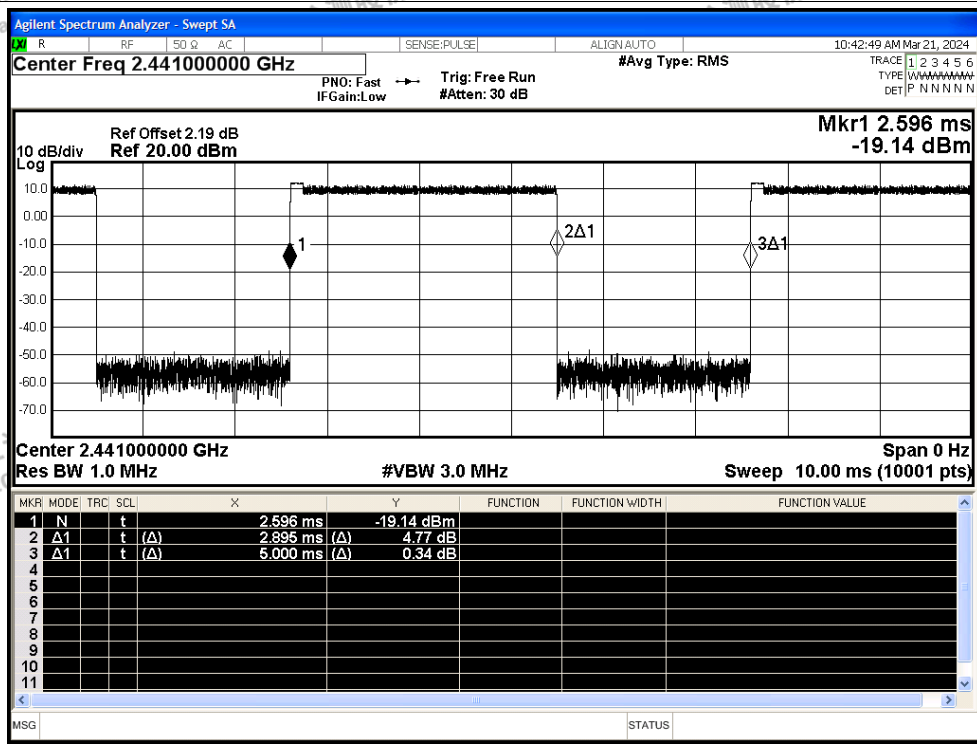 Agilent Spectrum Analyzer - Swept SA
LXI R RF 50 Ω AC SENSE:PULSE ALIGN AUTO 10:42:49 AM Mar 21, 2024
Center Freq 2.441000000 GHz #Avg Type: RMS TRACE 1 2 3 4 5 6
PNO: Fast Trig: Free Run TYPE WWWWWW
IFGain:Low #Atten: 30 dB DET P N N N N N
Mkr1 2.596 ms
Ref Offset 2.19 dB
10 dB/div Ref 20.00 dBm -19.14 dBm
Log
10.0
0.00
2Δ1
-10.0 1 3Δ1
-20.0
-30.0
-40.0
-50.0
-60.0
-70.0
Center 2.441000000 GHz Span 0 Hz
Res BW 1.0 MHz #VBW 3.0 MHz Sweep 10.00 ms (10001 pts)
MKR MODE TRC SCL X Y FUNCTION FUNCTION WIDTH FUNCTION VALUE
1 N t 2.596 ms -19.14 dBm
2 Δ1 t (Δ) 2.895 ms (Δ) 4.77 dB
3 Δ1 t (Δ) 5.000 ms (Δ) 0.34 dB
4
5
6
7
8
9
10
11
MSG STATUS